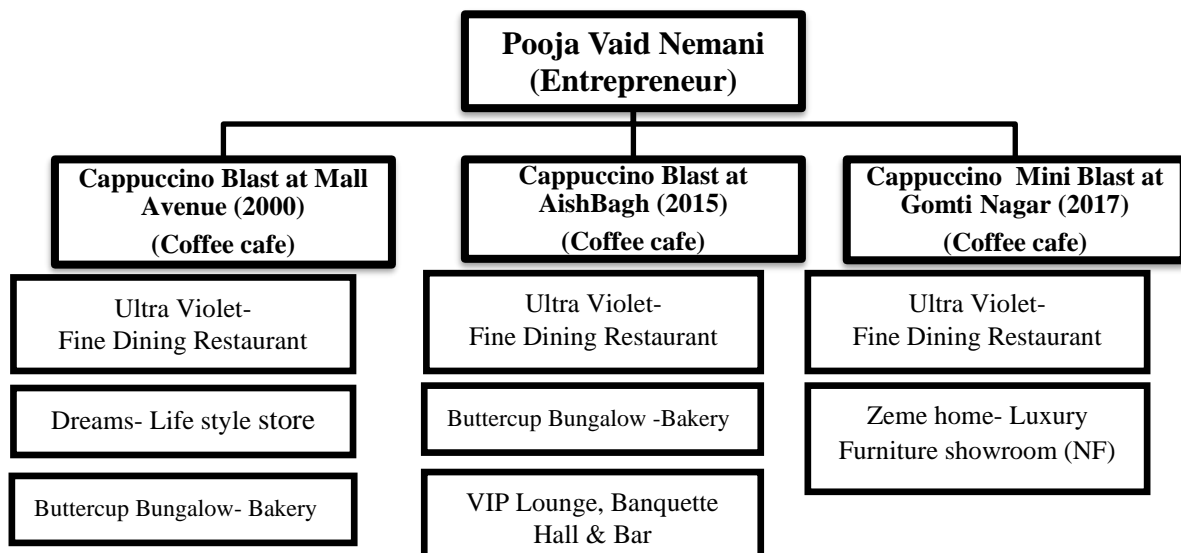 Pooja Vaid Nemani
(Entrepreneur)
Cappuccino Blast at Mall
Avenue (2000)
(Coffee cafe)
Ultra Violet-
Fine Dining Restaurant
Dreams- Life style store
Buttercup Bungalow- Bakery
Cappuccino Blast at
AishBagh (2015)
(Coffee cafe)
Ultra Violet-
Fine Dining Restaurant
Buttercup Bungalow -Bakery
VIP Lounge, Banquette
Hall & Bar
Cappuccino Mini Blast at
Gomti Nagar (2017)
(Coffee cafe)
Ultra Violet-
Fine Dining Restaurant
Zeme home- Luxury
Furniture showroom (NF)